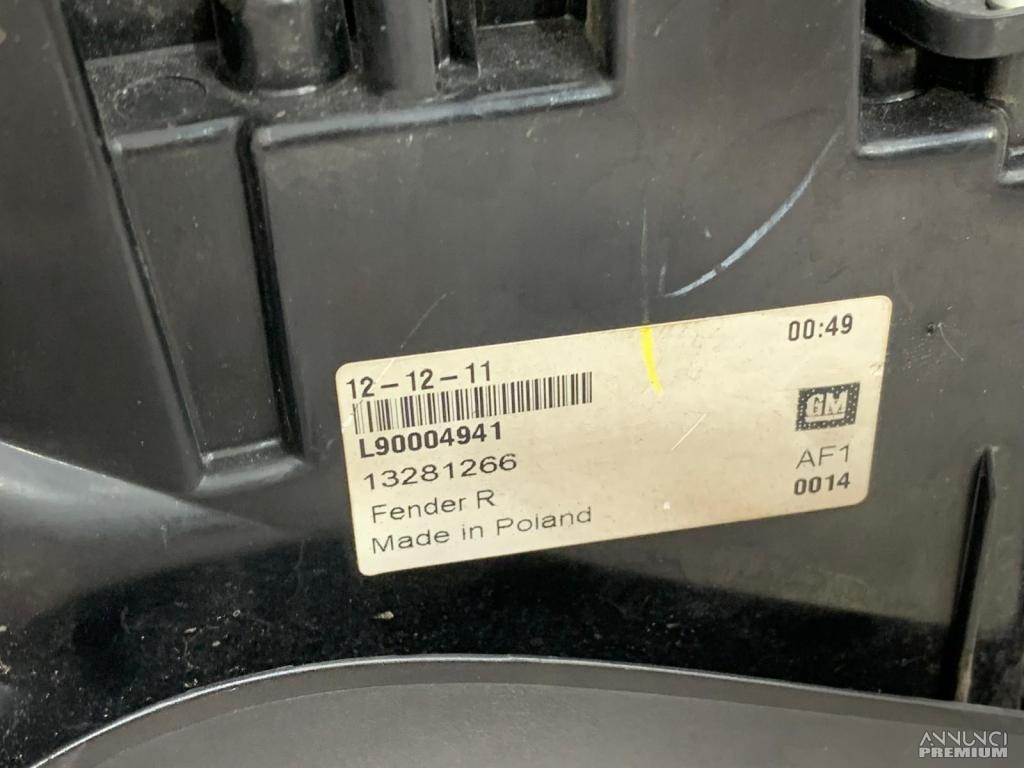 12-12-11
00:49
L90004941
GM
13281266
AF1
Fender R
0014
Made in Poland
ANNUNCI
PREMIUM